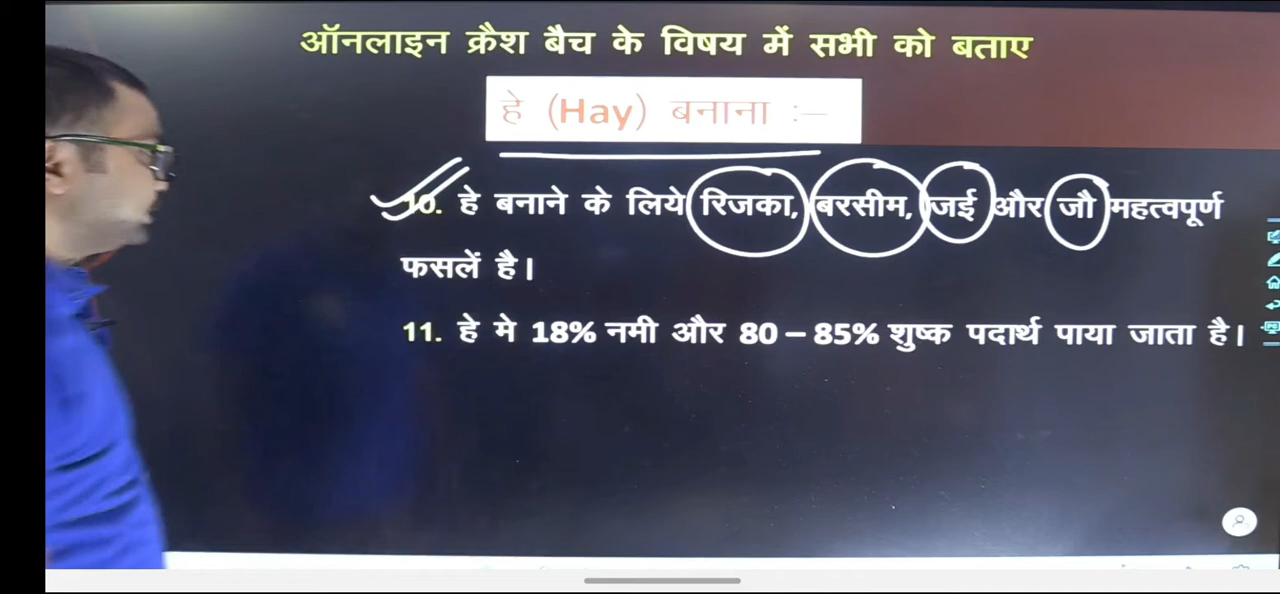 ऑनलाइन क्रैश बैच के विषय में सभी को बताए
हे (Hay) बनाना :–
10. हे बनाने के लिये रिजका, बरसीम, जई और जौ महत्वपूर्ण
फसलें है।
11. हे मे 18% नमी और 80 – 85% शुष्क पदार्थ पाया जाता है।